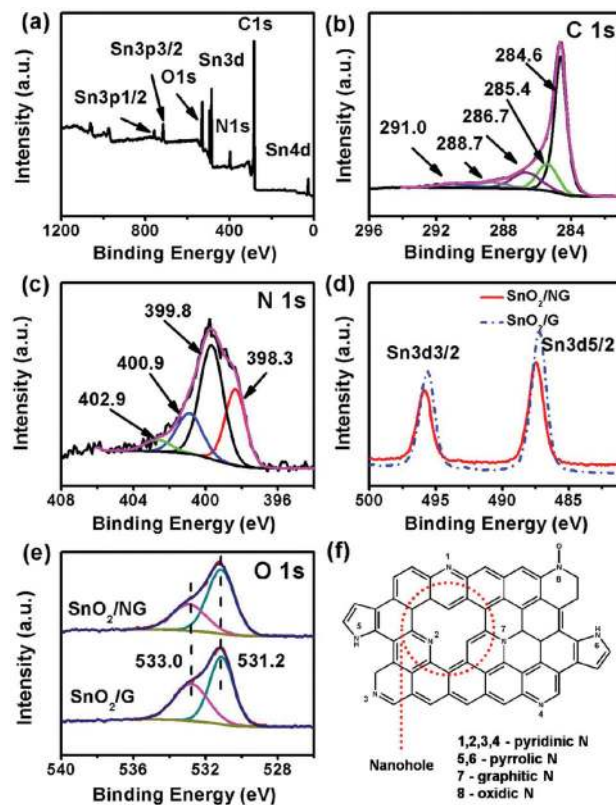 (a)
C1s
Sn3p3/2
Sn3d
O1s
Sn3p1/2
N1s
Sn4d
Intensity (a.u.)
1200 800 400 0
Binding Energy (eV)
(b)
C 1s
284.6
285.4
286.7
288.7
291.0
Intensity (a.u.)
296 292 288 284
Binding Energy (eV)
(c)
N 1s
399.8
400.9
398.3
402.9
Intensity (a.u.)
408 404 400 396
Binding Energy (eV)
(d)
SnO2/NG
SnO2/G
Sn3d3/2
Sn3d5/2
Intensity (a.u.)
500 495 490 485
Binding Energy (eV)
(e)
O 1s
SnO2/NG
533.0 531.2
SnO2/G
Intensity (a.u.)
540 537 534 531 528
Binding Energy (eV)
(f)
O
1
N
N
8
5
N
H
N 2
7
N
6
N
H
3 N
N
4
Nanohole
1,2,3,4 - pyridinic N
5,6 - pyrrolic N
7 - graphitic N
8 - oxidic N